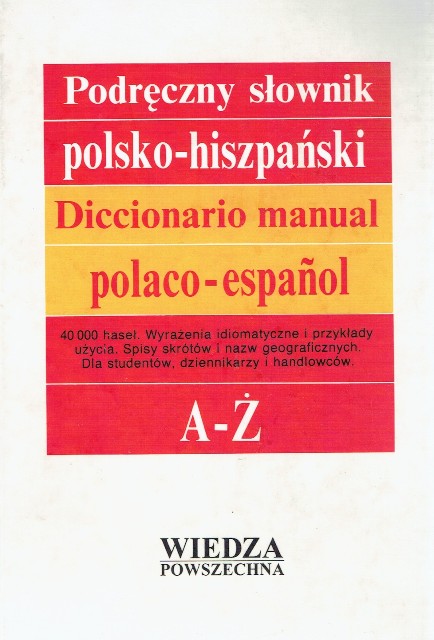 Podręczny słownik
polsko-hiszpański
Diccionario manual
polaco-español
40 000 haseł. Wyrażenia idiomatyczne i przykłady
użycia. Spisy skrótów i nazw geograficznych.
Dla studentów, dziennikarzy i handlowców.
A-Ż
WIEDZA
POWSZECHNA